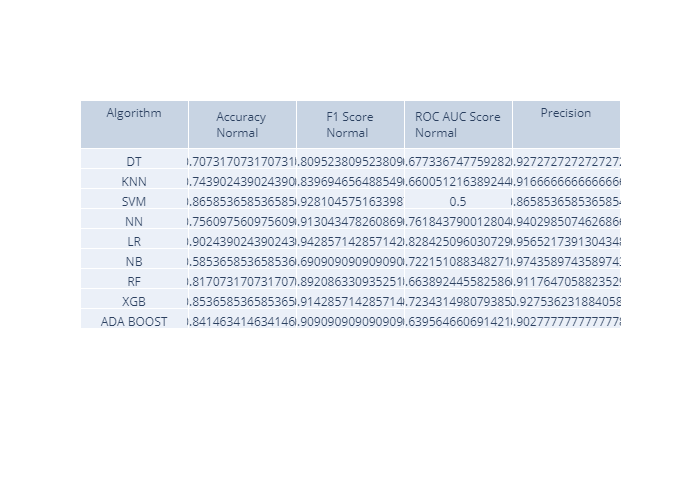 Algorithm Accuracy Normal F1 Score Normal ROC AUC Score Normal Precision
DT .707317073170731 .809523809523809 .677336747759282 .927272727272727
KNN .743902439024390 .839694656488549 .660051216389244 .916666666666666
SVM .865853658536585 .928104575163398 0.5 .865853658536585
NN .756097560975609 .913043478260869 .761843790012804 .940298507462686
LR .902439024390243 .942857142857142 .828425096030729 .956521739130434
NB .585365853658536 .690909090909090 .722151088348271 .974358974358974
RF .817073170731707 .892086330935251 .663892445582586 .911764705882352
XGB .853658536585365 .914285714285714 .723431498079385 0.927536231884058
ADA BOOST .841463414634146 .909090909090909 .639564660691421 .902777777777777